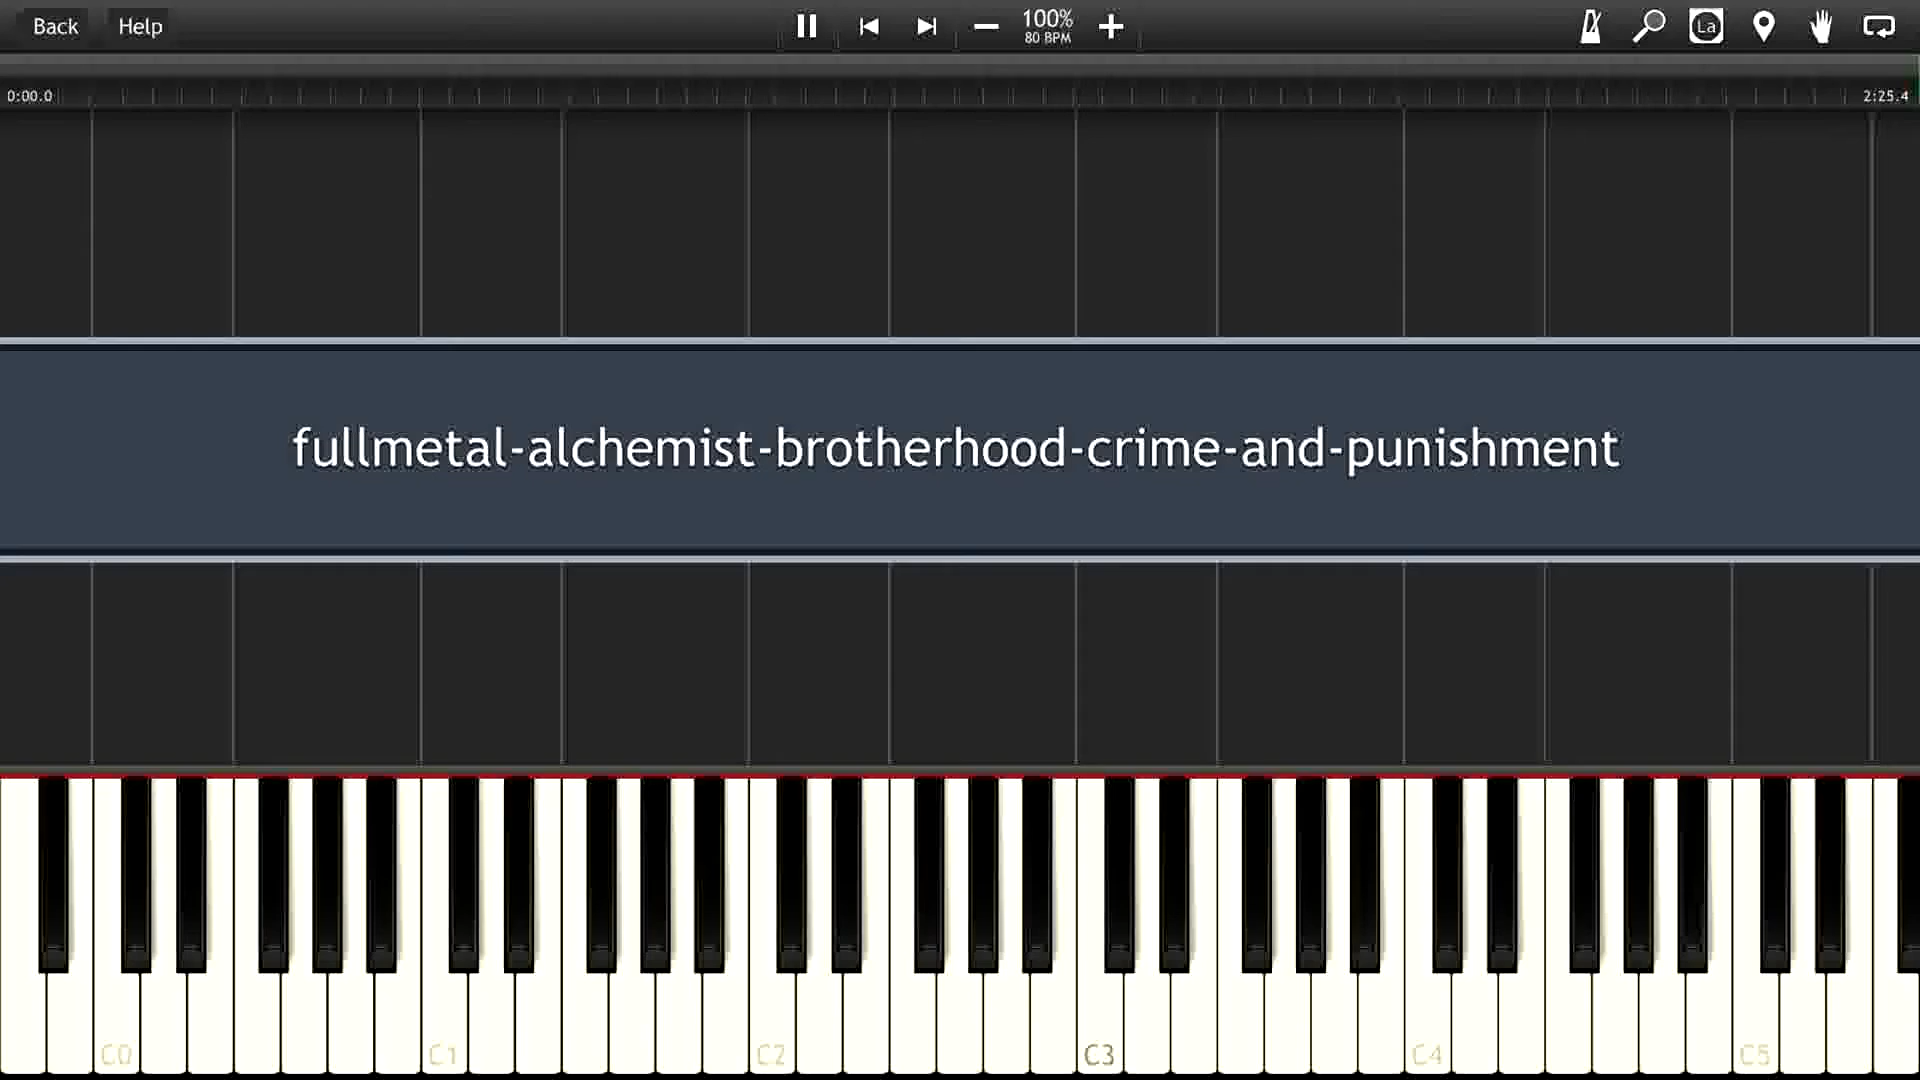 Back Help 100% La
80 BPM
0:00.0 2:25.4
fullmetal-alchemist-brotherhood-crime-and-punishment
C0 C1 C2 C3 C4 C5